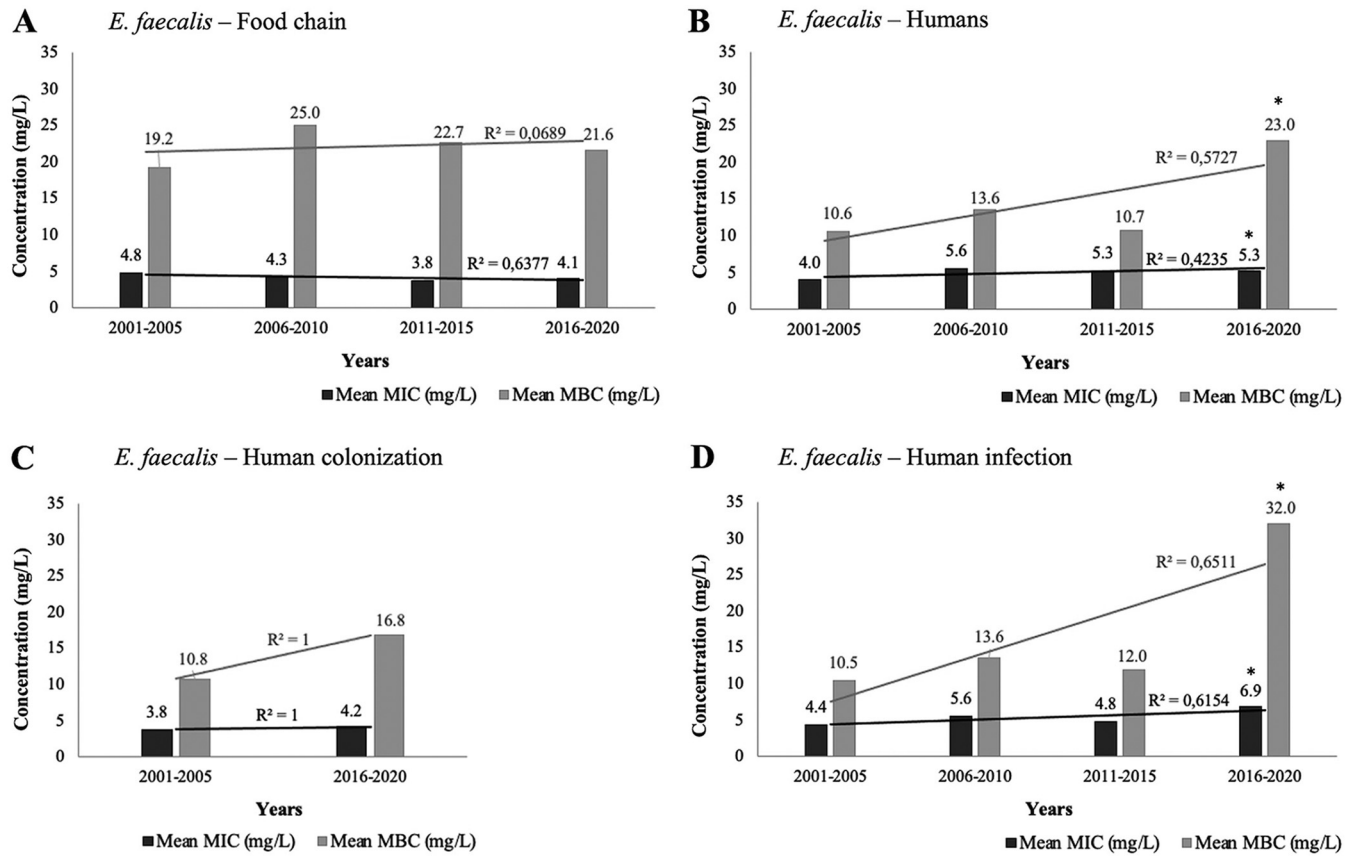 A
E. faecalis – Food chain
Concentration (mg/L)
35
30
25
20
15
10
5
0
19.2
25.0
22.7
21.6
R² = 0,0689
4.8
4.3
3.8
4.1
R² = 0,6377
2001-2005
2006-2010
2011-2015
2016-2020
Years
Mean MIC (mg/L)
Mean MBC (mg/L)
B
E. faecalis – Humans
Concentration (mg/L)
35
30
25
20
15
10
5
0
*
23.0
R² = 0,5727
10.6
13.6
10.7
*
4.0
5.6
5.3
R² = 0,4235
5.3
2001-2005
2006-2010
2011-2015
2016-2020
Years
Mean MIC (mg/L)
Mean MBC (mg/L)
C
E. faecalis – Human colonization
Concentration (mg/L)
35
30
25
20
15
10
5
0
16.8
R² = 1
10.8
3.8
R² = 1
4.2
2001-2005
2016-2020
Years
Mean MIC (mg/L)
Mean MBC (mg/L)
D
E. faecalis – Human infection
Concentration (mg/L)
35
30
25
20
15
10
5
0
*
32.0
R² = 0,6511
10.5
13.6
12.0
*
4.4
5.6
4.8
R² = 0,6154
6.9
2001-2005
2006-2010
2011-2015
2016-2020
Years
Mean MIC (mg/L)
Mean MBC (mg/L)